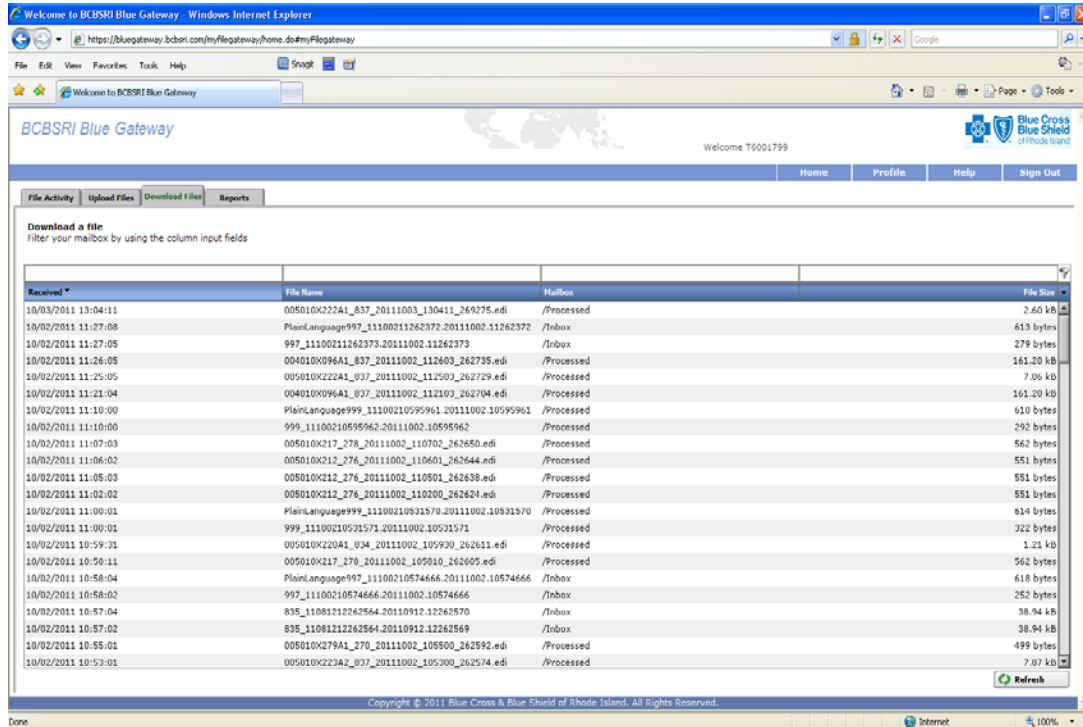 Welcome to BCBSRI Blue Gateway - Windows Internet Explorer
https://bluegateway.bcbsri.com/myfilegateway/home.do#myFilegateway
Google
File Edit View Favorites Tools Help
SnagIt
Welcome to BCBSRI Blue Gateway
Page Tools
BCBSRI Blue Gateway
Welcome T6001799
Blue Cross
Blue Shield
of Rhode Island
Home Profile Help Sign Out
File Activity Upload Files Download Files Reports
Download a file
Filter your mailbox by using the column input fields
Received File Name Mailbox File Size
10/03/2011 13:04:11 005010X222A1_837_20111003_130411_269275.edi /Processed 2.60 kB
10/02/2011 11:27:08 PlainLanguage997_11100211262372.20111002.11262372 /Inbox 613 bytes
10/02/2011 11:27:05 997_11100211262373.20111002.11262373 /Inbox 279 bytes
10/02/2011 11:26:05 004010X096A1_837_20111002_112603_262735.edi /Processed 161.20 kB
10/02/2011 11:25:05 005010X222A1_837_20111002_112503_262729.edi /Processed 7.06 kB
10/02/2011 11:21:04 004010X096A1_837_20111002_112103_262704.edi /Processed 161.20 kB
10/02/2011 11:10:00 PlainLanguage999_11100210595961.20111002.10595961 /Processed 610 bytes
10/02/2011 11:10:00 999_11100210595962.20111002.10595962 /Processed 292 bytes
10/02/2011 11:07:03 005010X217_278_20111002_110702_262650.edi /Processed 562 bytes
10/02/2011 11:06:02 005010X212_276_20111002_110601_262644.edi /Processed 551 bytes
10/02/2011 11:05:03 005010X212_276_20111002_110501_262638.edi /Processed 551 bytes
10/02/2011 11:02:02 005010X212_276_20111002_110200_262624.edi /Processed 551 bytes
10/02/2011 11:00:01 PlainLanguage999_11100210531570.20111002.10531570 /Processed 614 bytes
10/02/2011 11:00:01 999_11100210531571.20111002.10531571 /Processed 322 bytes
10/02/2011 10:59:31 005010X220A1_834_20111002_105930_262611.edi /Processed 1.21 kB
10/02/2011 10:58:11 005010X217_278_20111002_105810_262605.edi /Processed 562 bytes
10/02/2011 10:58:04 PlainLanguage997_11100210574666.20111002.10574666 /Inbox 618 bytes
10/02/2011 10:58:02 997_11100210574666.20111002.10574666 /Inbox 252 bytes
10/02/2011 10:57:04 835_11081212262564.20110912.12262570 /Inbox 38.94 kB
10/02/2011 10:57:02 835_11081212262564.20110912.12262569 /Inbox 38.94 kB
10/02/2011 10:55:01 005010X279A1_270_20111002_105500_262592.edi /Processed 499 bytes
10/02/2011 10:53:01 005010X223A2_837_20111002_105300_262574.edi /Processed 7.87 kB
Refresh
Copyright © 2011 Blue Cross & Blue Shield of Rhode Island. All Rights Reserved.
Done Internet 100%